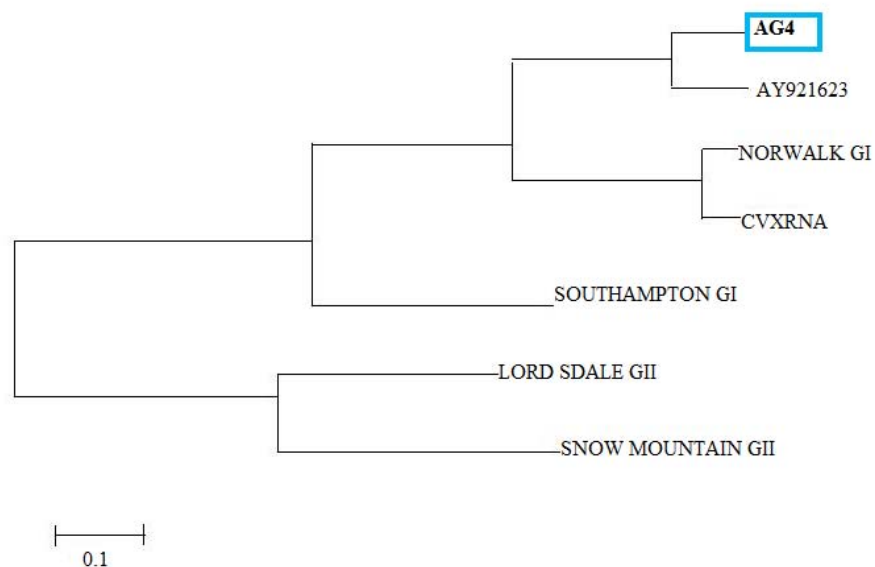 AG4
AY921623
NORWALK GI
CVXRNA
SOUTHAMPTON GI
LORD SDALE GII
SNOW MOUNTAIN GII
0.1